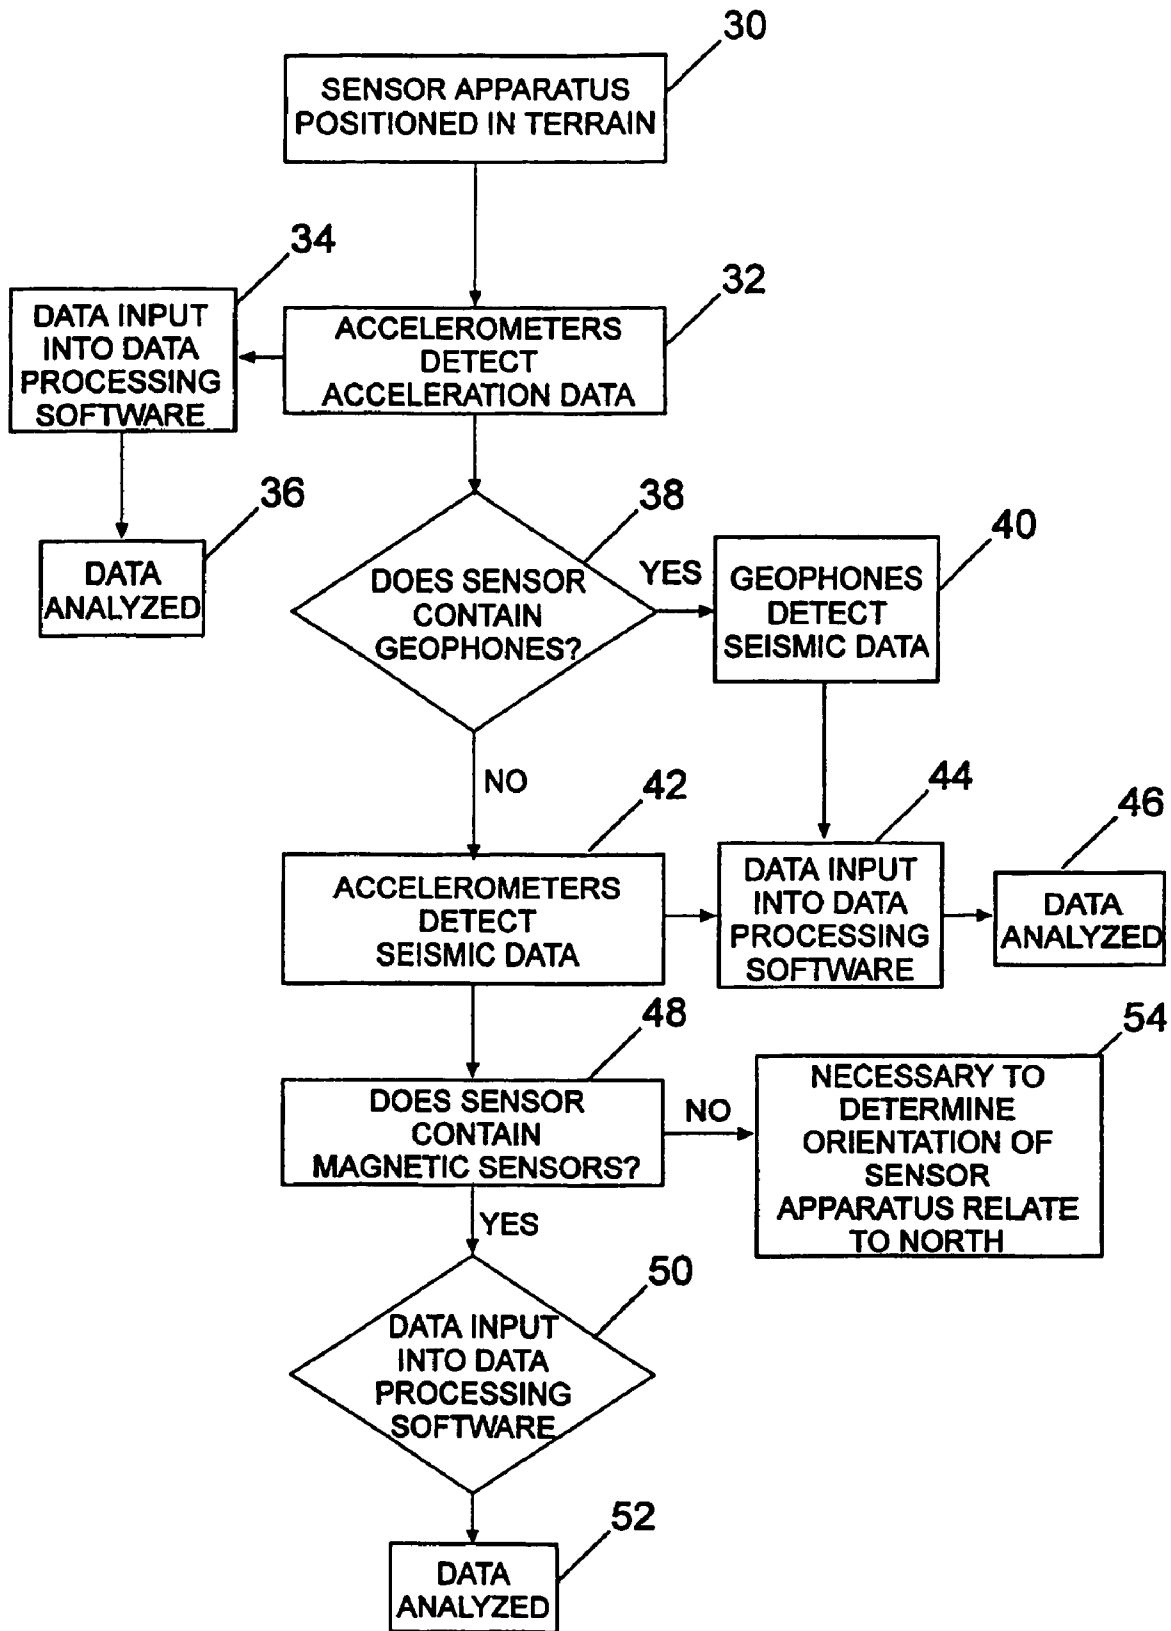 30
SENSOR APPARATUS
POSITIONED IN TERRAIN
34
DATA INPUT
INTO DATA
PROCESSING
SOFTWARE
32
ACCELEROMETERS
DETECT
ACCELERATION DATA
36
DATA
ANALYZED
38
DOES SENSOR
CONTAIN
GEOPHONES?
YES
40
GEOPHONES
DETECT
SEISMIC DATA
NO
42
ACCELEROMETERS
DETECT
SEISMIC DATA
44
DATA INPUT
INTO DATA
PROCESSING
SOFTWARE
46
DATA
ANALYZED
48
DOES SENSOR
CONTAIN
MAGNETIC SENSORS?
NO
54
NECESSARY TO
DETERMINE
ORIENTATION OF
SENSOR
APPARATUS RELATE
TO NORTH
YES
50
DATA INPUT
INTO DATA
PROCESSING
SOFTWARE
52
DATA
ANALYZED